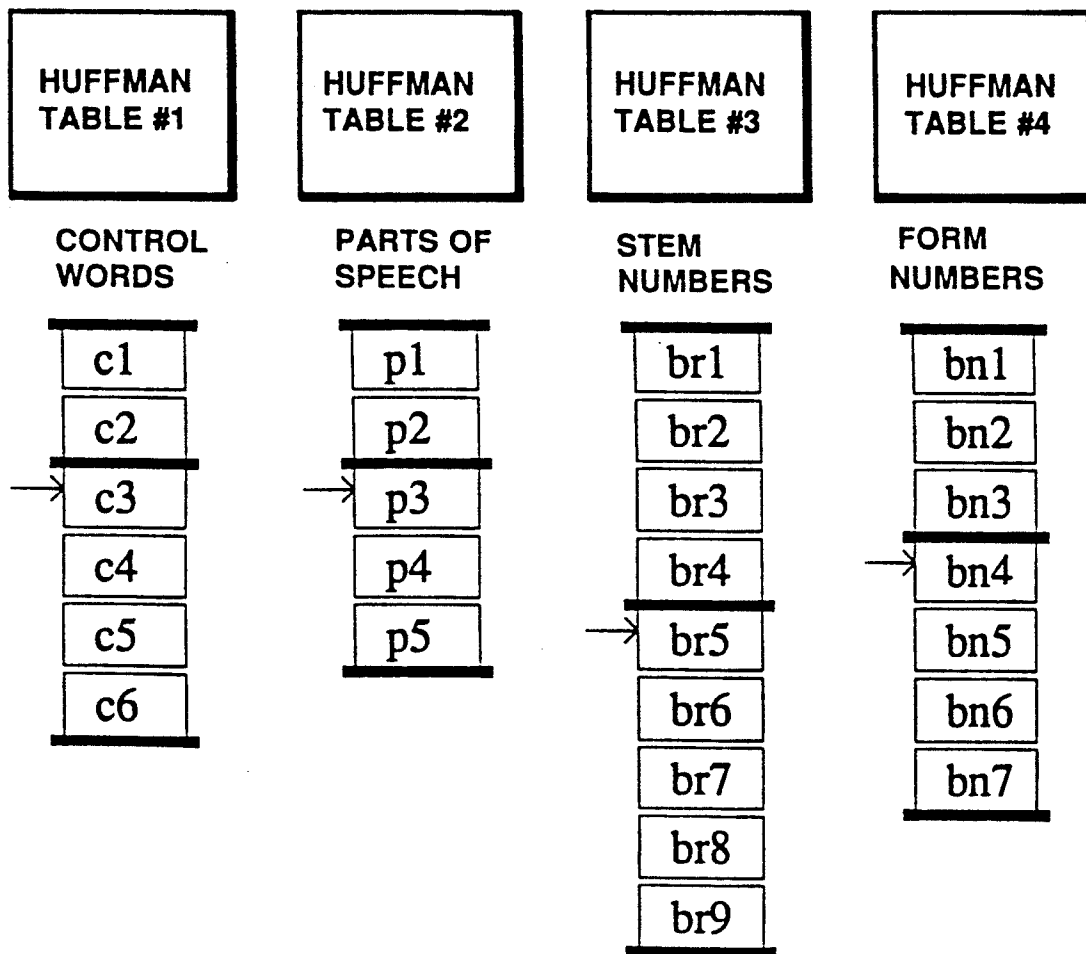 HUFFMAN
TABLE #1
HUFFMAN
TABLE #2
HUFFMAN
TABLE #3
HUFFMAN
TABLE #4
CONTROL
WORDS
c1
c2
c3
c4
c5
c6
PARTS OF
SPEECH
p1
p2
p3
p4
p5
STEM
NUMBERS
br1
br2
br3
br4
br5
br6
br7
br8
br9
FORM
NUMBERS
bn1
bn2
bn3
bn4
bn5
bn6
bn7